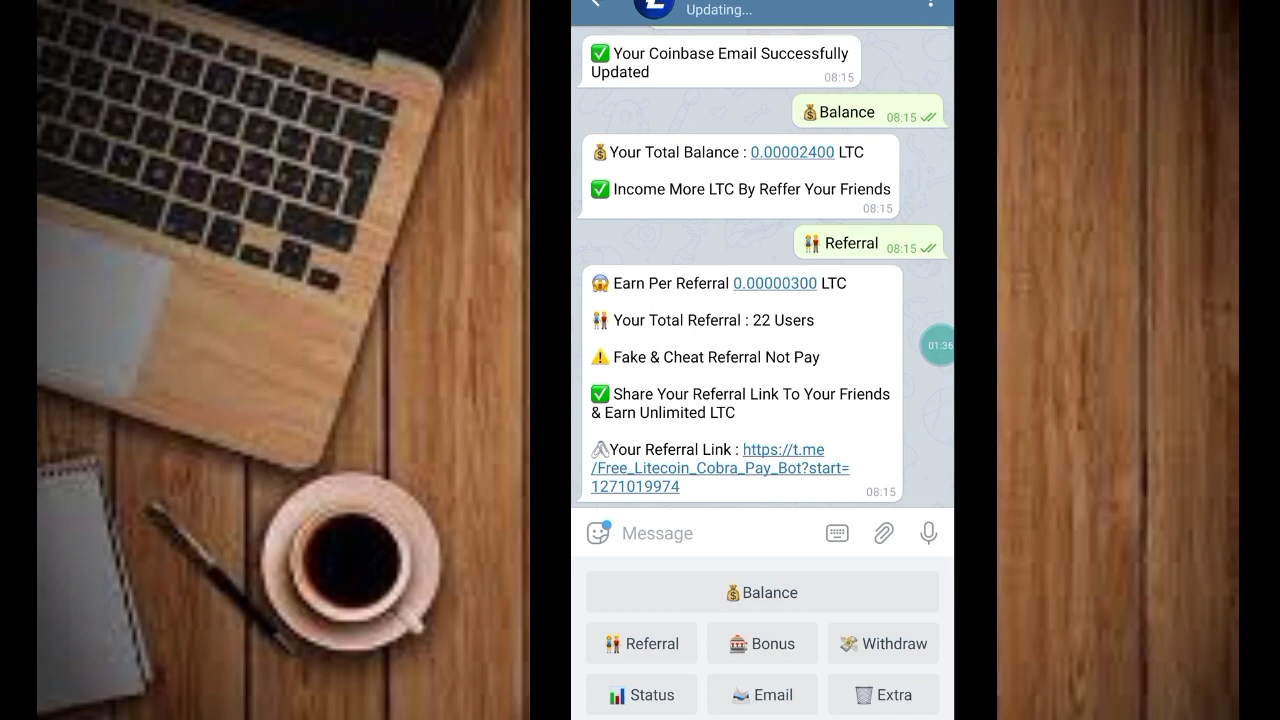 Updating...
✅ Your Coinbase Email Successfully
Updated
08:15
💰Balance 08:15
💰Your Total Balance : 0.00002400 LTC
✅ Income More LTC By Reffer Your Friends
08:15
👫 Referral 08:15
😱 Earn Per Referral 0.00000300 LTC
👫 Your Total Referral : 22 Users
⚠️ Fake & Cheat Referral Not Pay
01:36
✅ Share Your Referral Link To Your Friends
& Earn Unlimited LTC
🖇Your Referral Link : https://t.me
/Free_Litecoin_Cobra_Pay_Bot?start=
1271019974
08:15
Message
💰Balance
👫 Referral
🎰 Bonus
💸 Withdraw
📊 Status
📨 Email
🗑 Extra